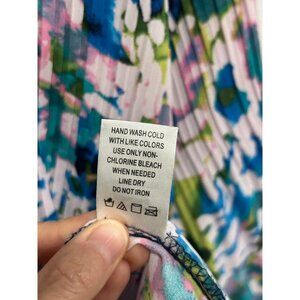 HAND WASH COLD
WITH LIKE COLORS
USE ONLY NON-
CHLORINE BLEACH
WHEN NEEDED
LINE DRY
DO NOT IRON